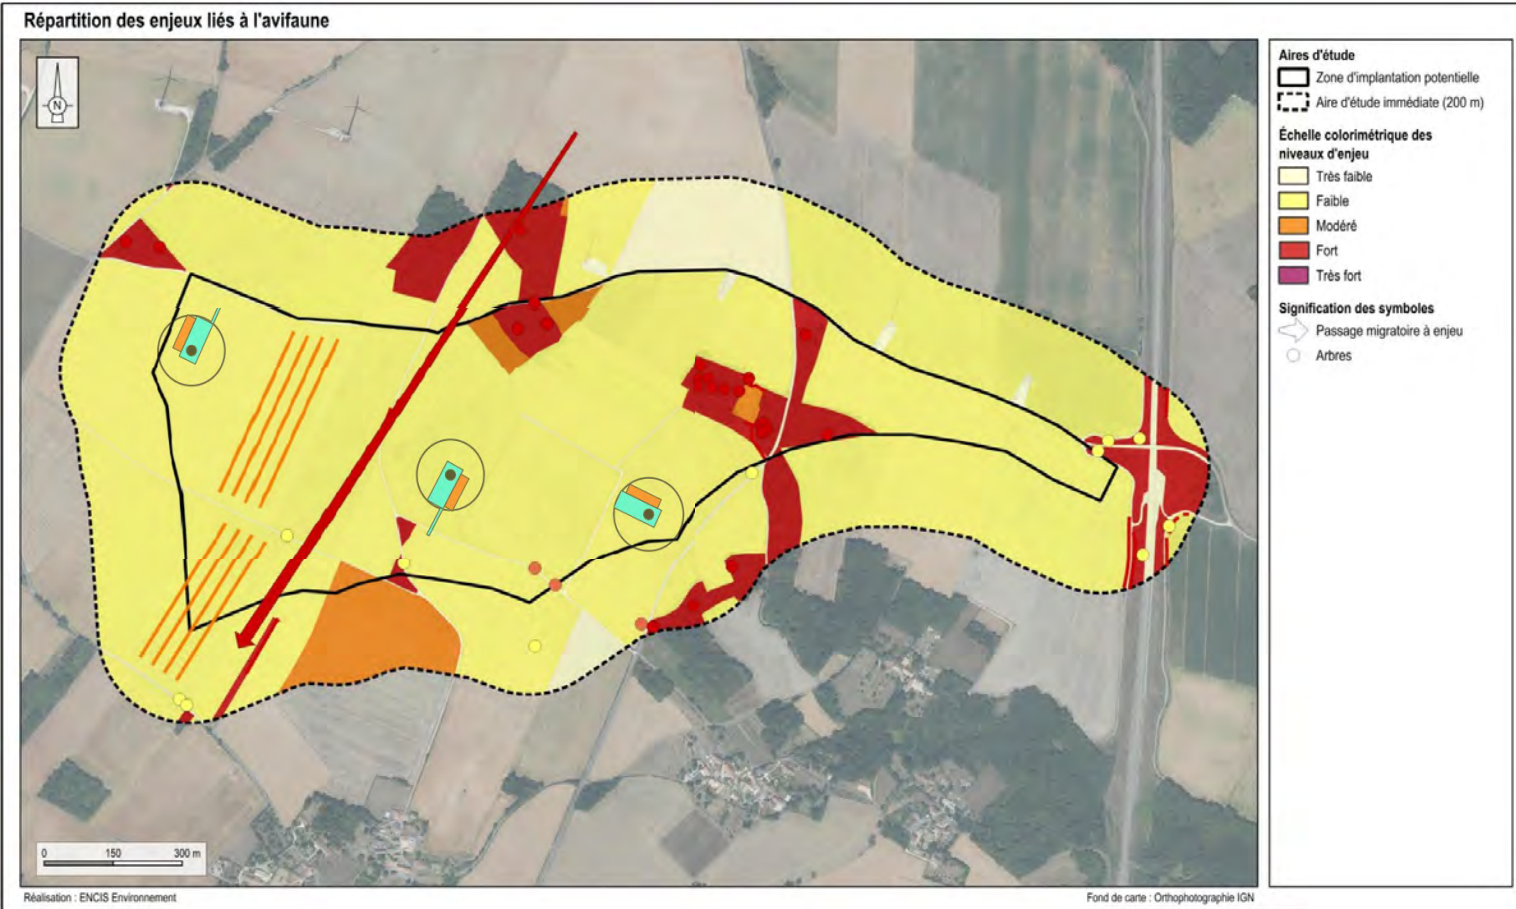 Répartition des enjeux liés à l'avifaune
N
Aires d'étude
Zone d'implantation potentielle
Aire d'étude immédiate (200 m)
Échelle colorimétrique des
niveaux d'enjeu
Très faible
Faible
Modéré
Fort
Très fort
Signification des symboles
Passage migratoire à enjeu
Arbres
0 150 300 m
Réalisation : ENCIS Environnement
Fond de carte : Orthophotographie IGN